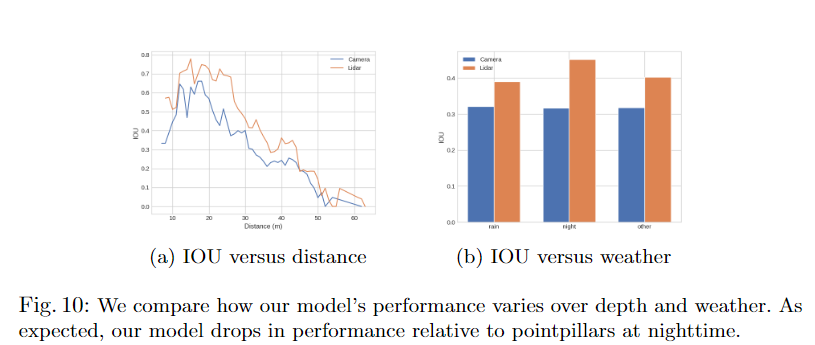 0.8
0.7
0.6
0.5
0.4
0.3
0.2
0.1
0.0
IOU
Camera
Lidar
10 20 30 40 50 60
Distance (m)
0.4
0.3
0.2
0.1
0.0
IOU
Camera
Lidar
rain night other
(a) IOU versus distance
(b) IOU versus weather
Fig. 10: We compare how our model's performance varies over depth and weather. As
expected, our model drops in performance relative to pointpillars at nighttime.